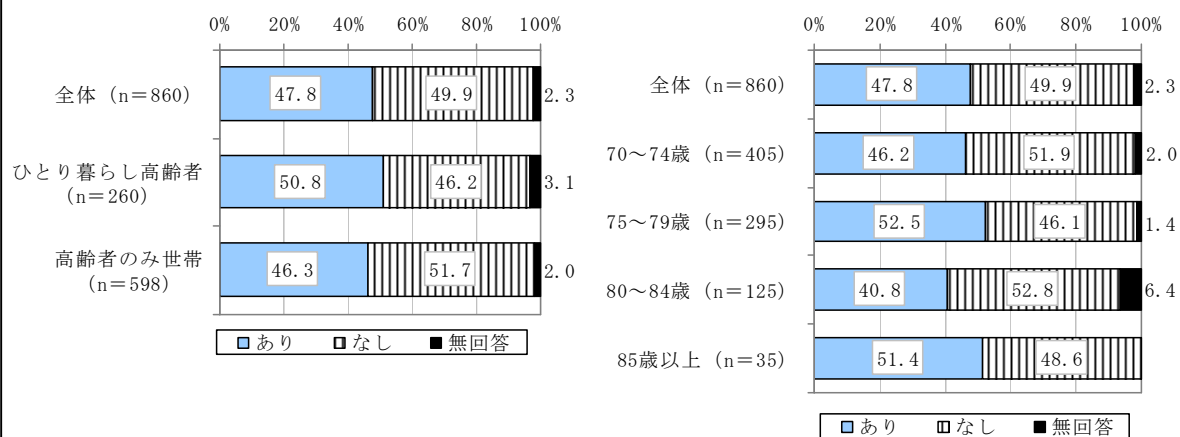 0% 20% 40% 60% 80% 100%
全体（n＝860） 47.8 49.9 2.3
ひとり暮らし高齢者
（n＝260） 50.8 46.2 3.1
高齢者のみ世帯
（n＝598） 46.3 51.7 2.0
あり なし 無回答
0% 20% 40% 60% 80% 100%
全体（n＝860） 47.8 49.9 2.3
70～74歳（n＝405） 46.2 51.9 2.0
75～79歳（n＝295） 52.5 46.1 1.4
80～84歳（n＝125） 40.8 52.8 6.4
85歳以上（n＝35） 51.4 48.6
あり なし 無回答